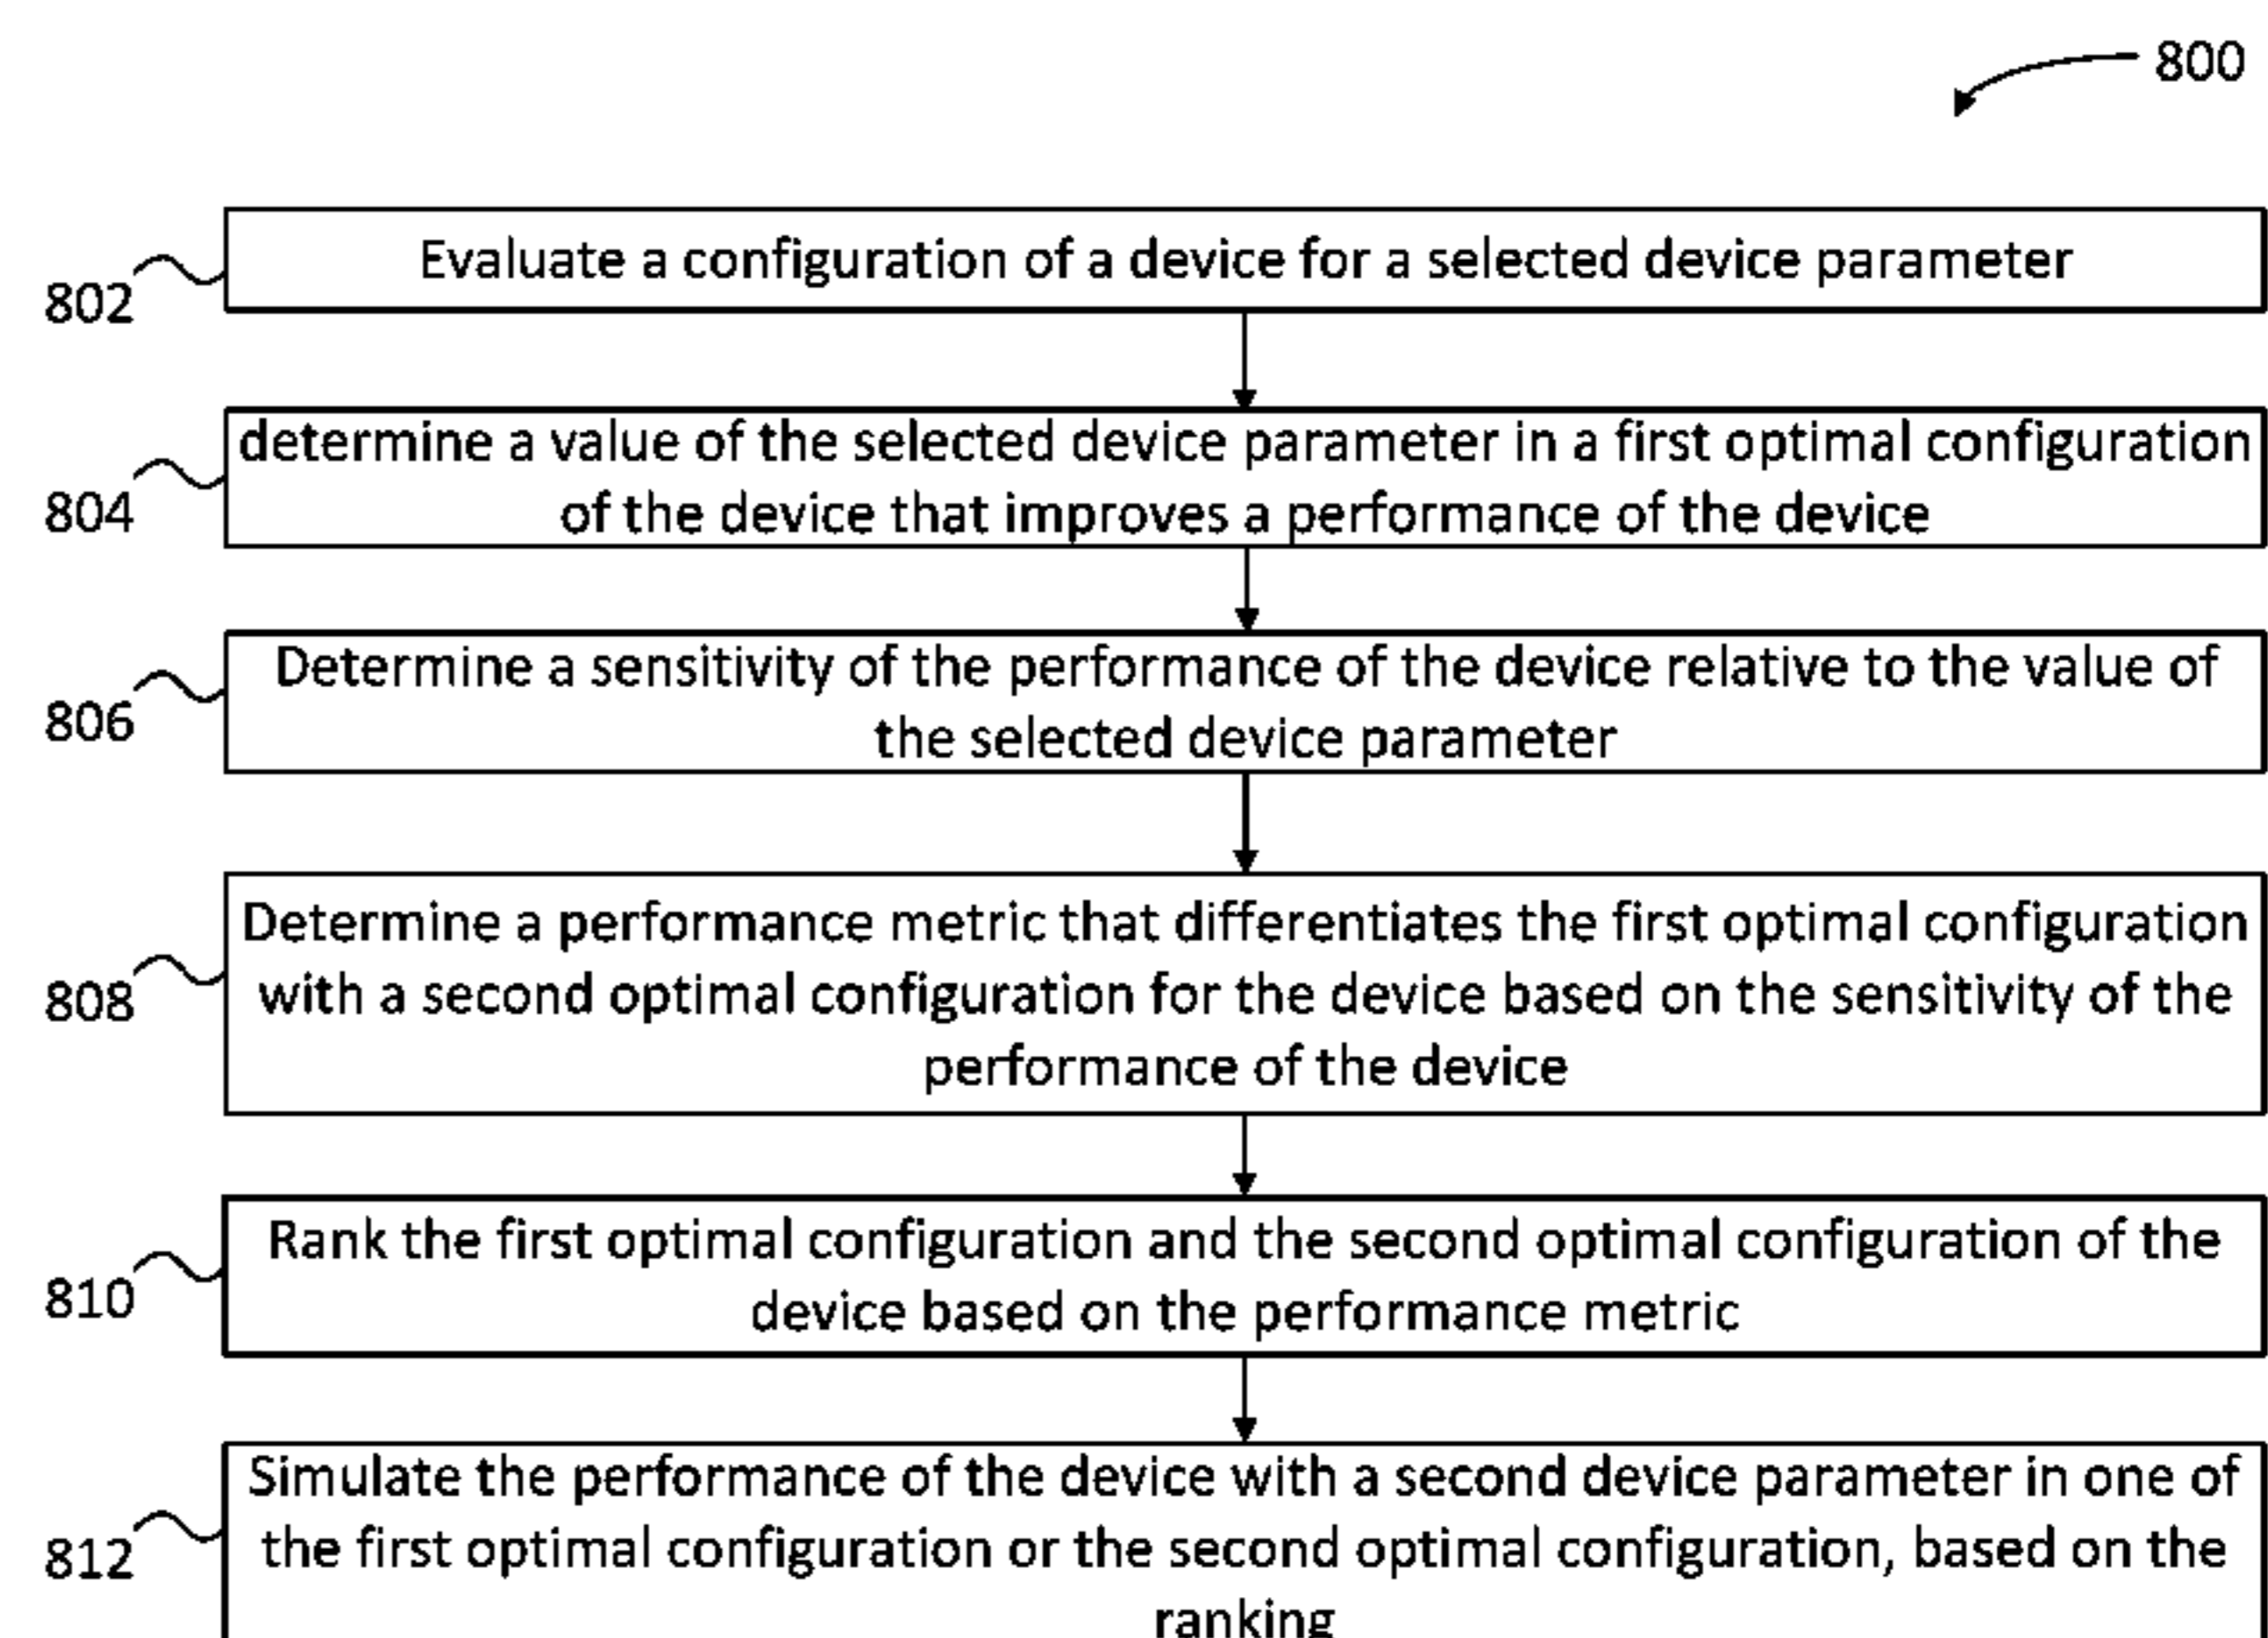 800
802
Evaluate a configuration of a device for a selected device parameter
804
determine a value of the selected device parameter in a first optimal configuration
of the device that improves a performance of the device
806
Determine a sensitivity of the performance of the device relative to the value of
the selected device parameter
808
Determine a performance metric that differentiates the first optimal configuration
with a second optimal configuration for the device based on the sensitivity of the
performance of the device
810
Rank the first optimal configuration and the second optimal configuration of the
device based on the performance metric
812
Simulate the performance of the device with a second device parameter in one of
the first optimal configuration or the second optimal configuration, based on the
ranking